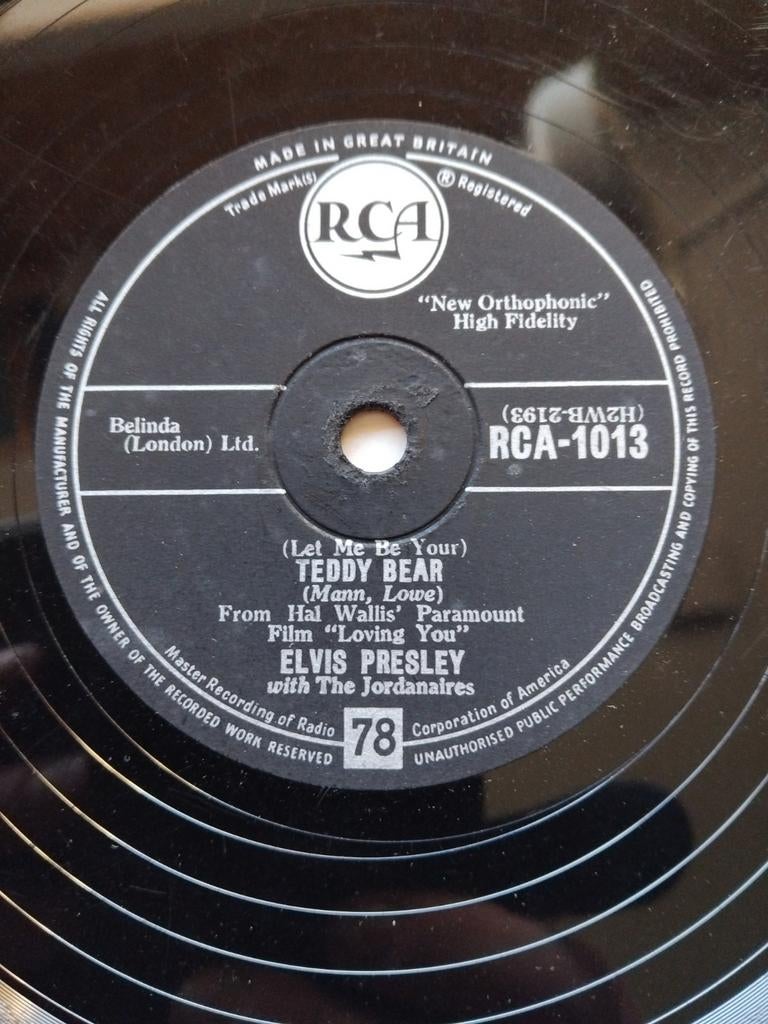 MADE IN GREAT BRITAIN
Trade Mark(s)
® Registered
RCA
"New Orthophonic"
High Fidelity
Belinda
(London) Ltd.
(H2WB-2193)
RCA-1013
(Let Me Be Your)
TEDDY BEAR
(Mann, Lowe)
From Hal Wallis' Paramount
Film "Loving You"
ELVIS PRESLEY
with The Jordanaires
Master Recording of Radio Corporation of America
78
ALL RIGHTS OF THE MANUFACTURER AND OF THE OWNER OF THE RECORDED WORK RESERVED
UNAUTHORISED PUBLIC PERFORMANCE BROADCASTING AND COPYING OF THIS RECORD PROHIBITED